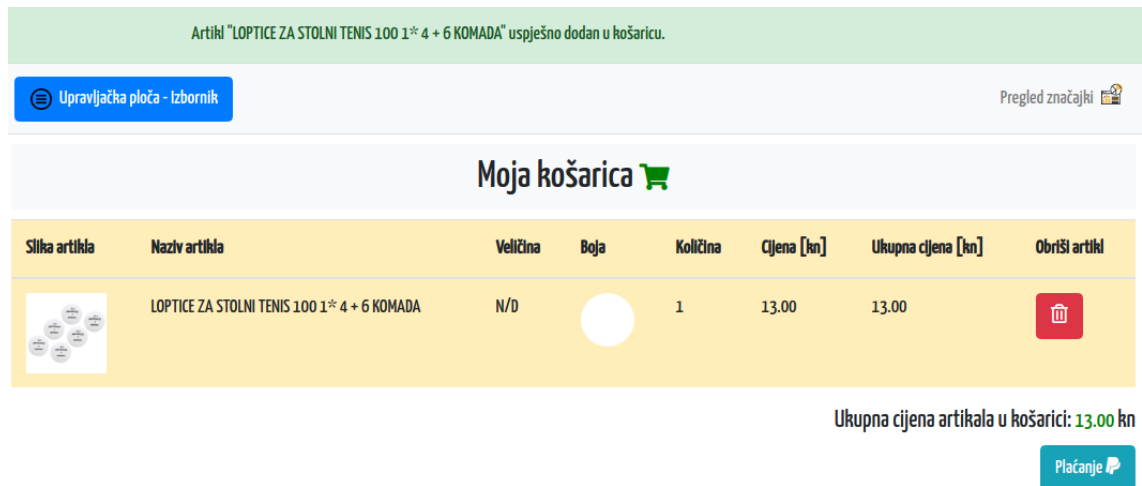 Artikl "LOPTICE ZA STOLNI TENIS 100 1* 4 + 6 KOMADA" uspješno dodan u košaricu.
Upravljačka ploča - Izbornik
Pregled značajki
Moja košarica
Slika artikla Naziv artikla Veličina Boja Količina Cijena [kn] Ukupna cijena [kn] Obriši artikl
LOPTICE ZA STOLNI TENIS 100 1* 4 + 6 KOMADA N/D 1 13.00 13.00
Ukupna cijena artikala u košarici: 13.00 kn
Plaćanje